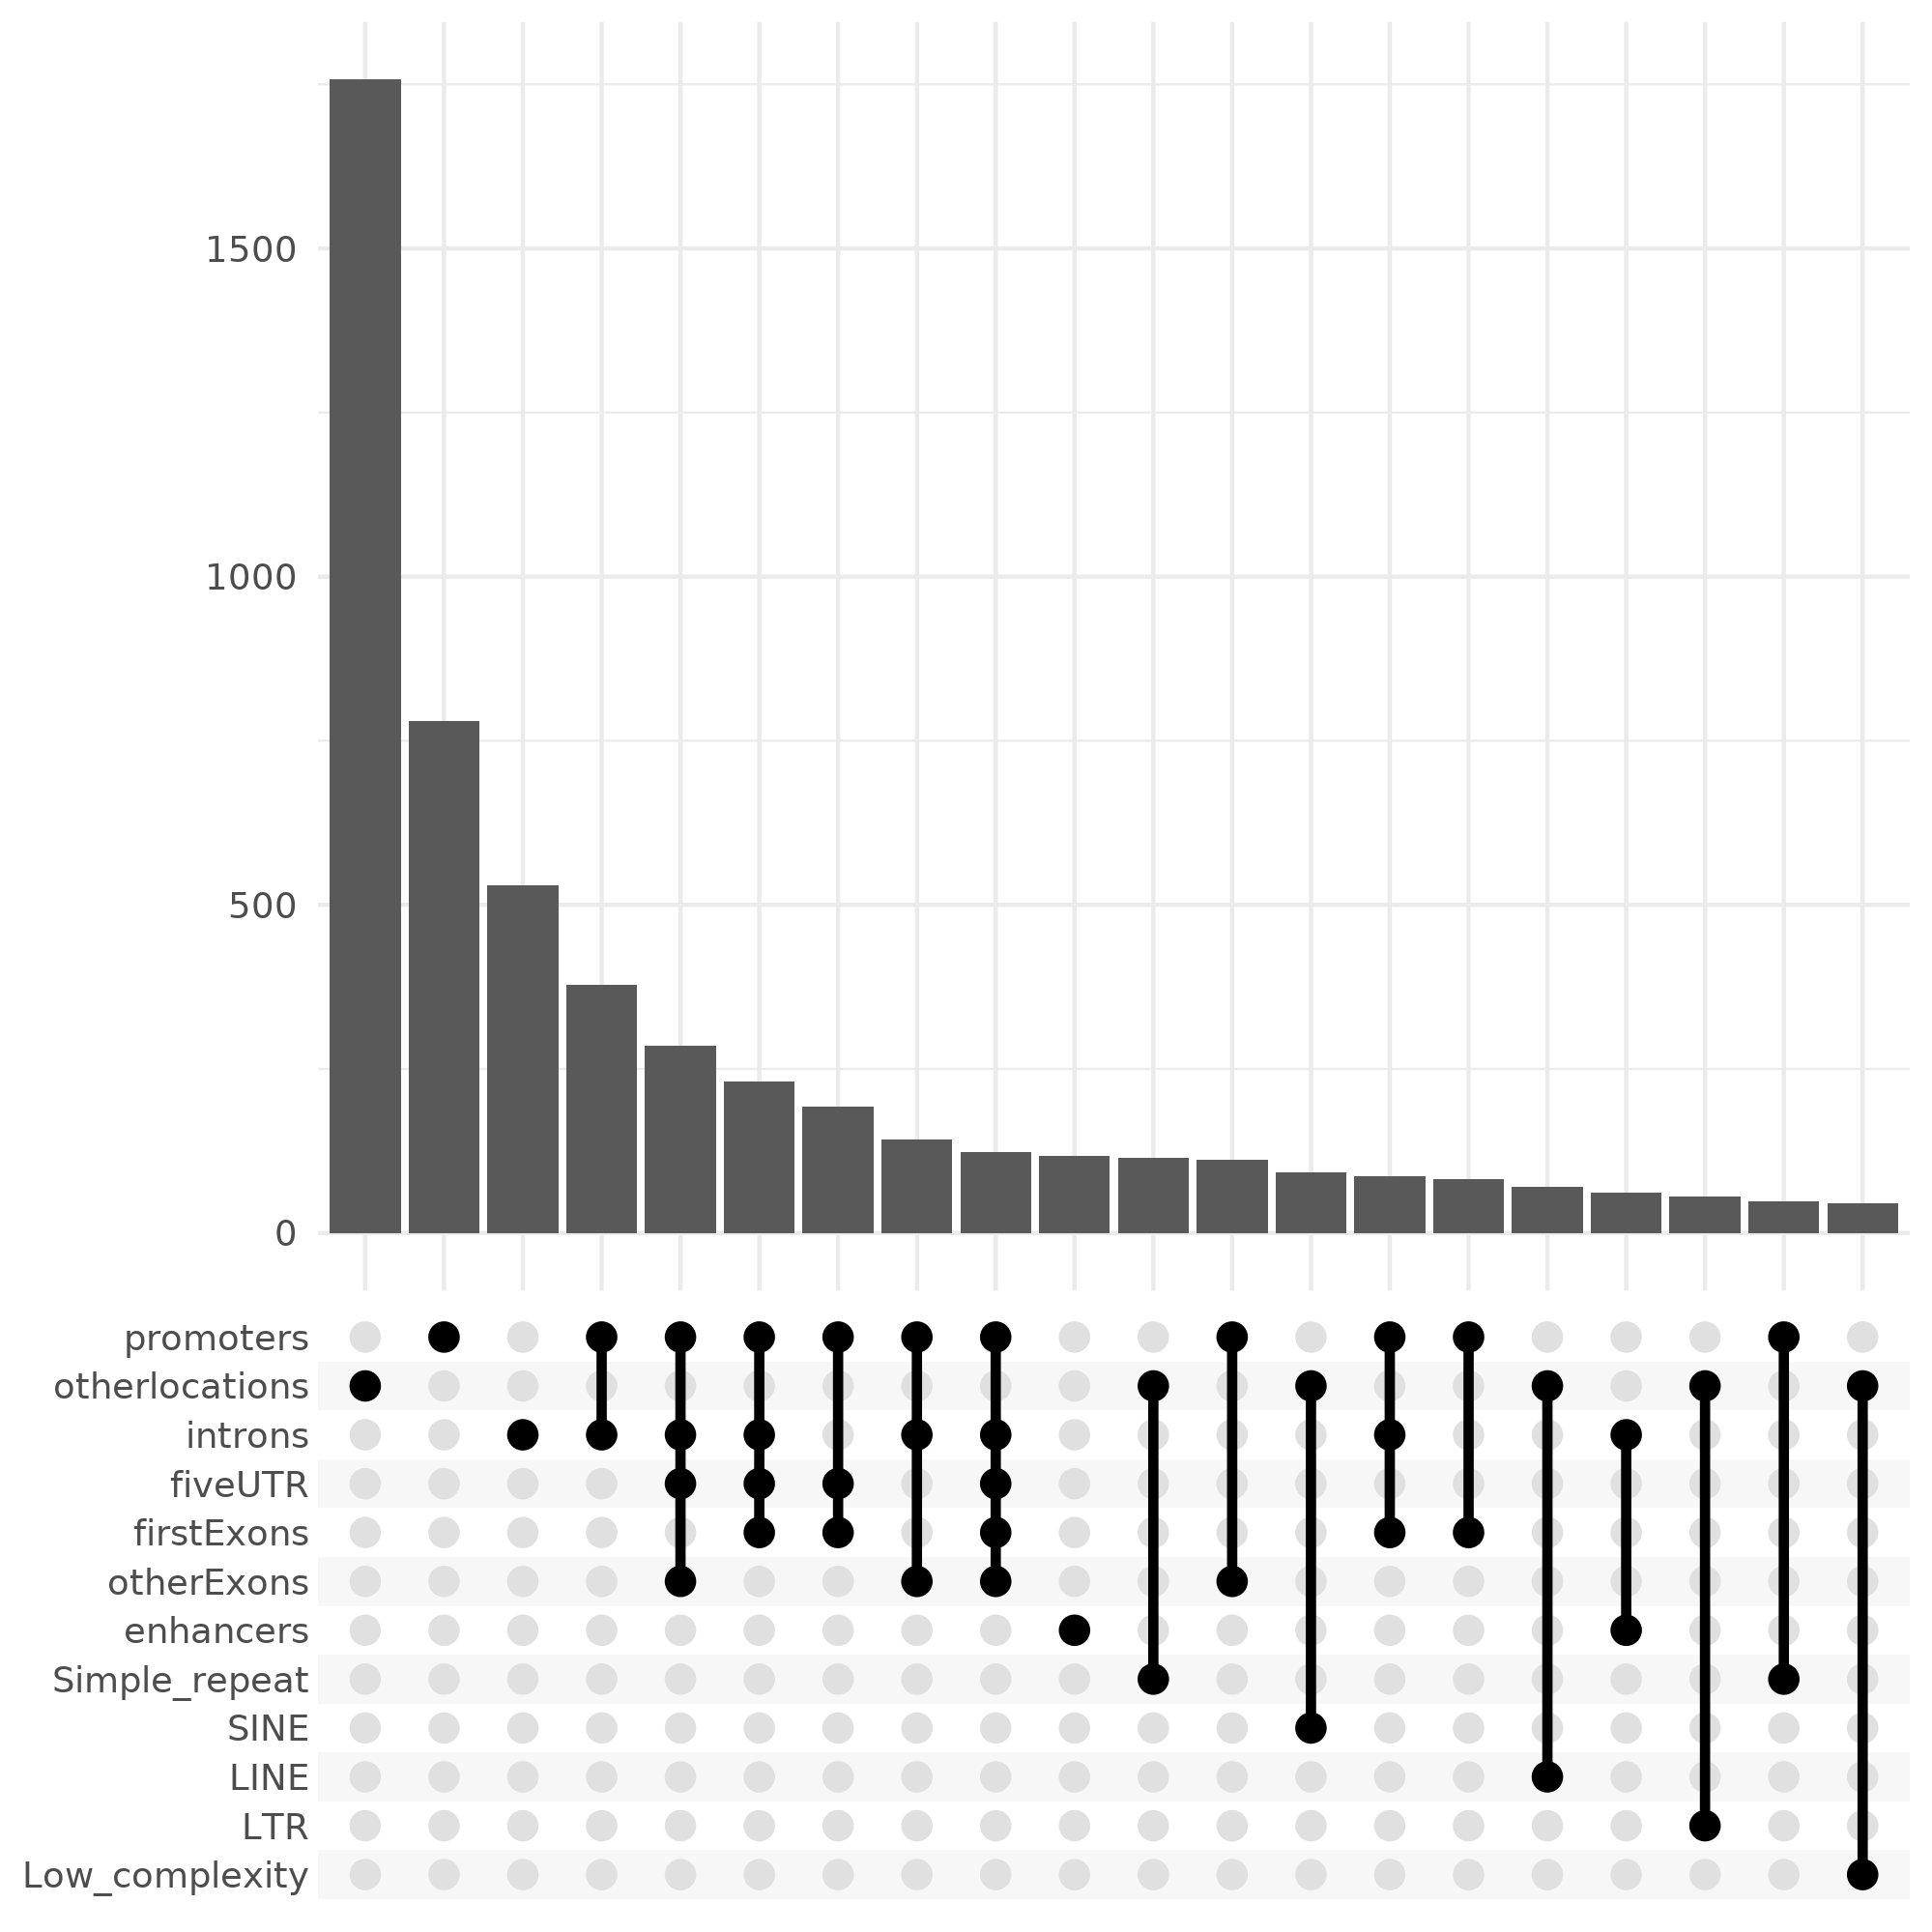 1500
1000
500
0
promoters
otherlocations
introns
fiveUTR
firstExons
otherExons
enhancers
Simple_repeat
SINE
LINE
LTR
Low_complexity